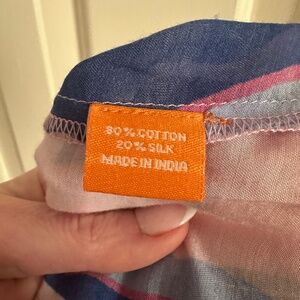 80% COTTON
20% SILK
MADE IN INDIA